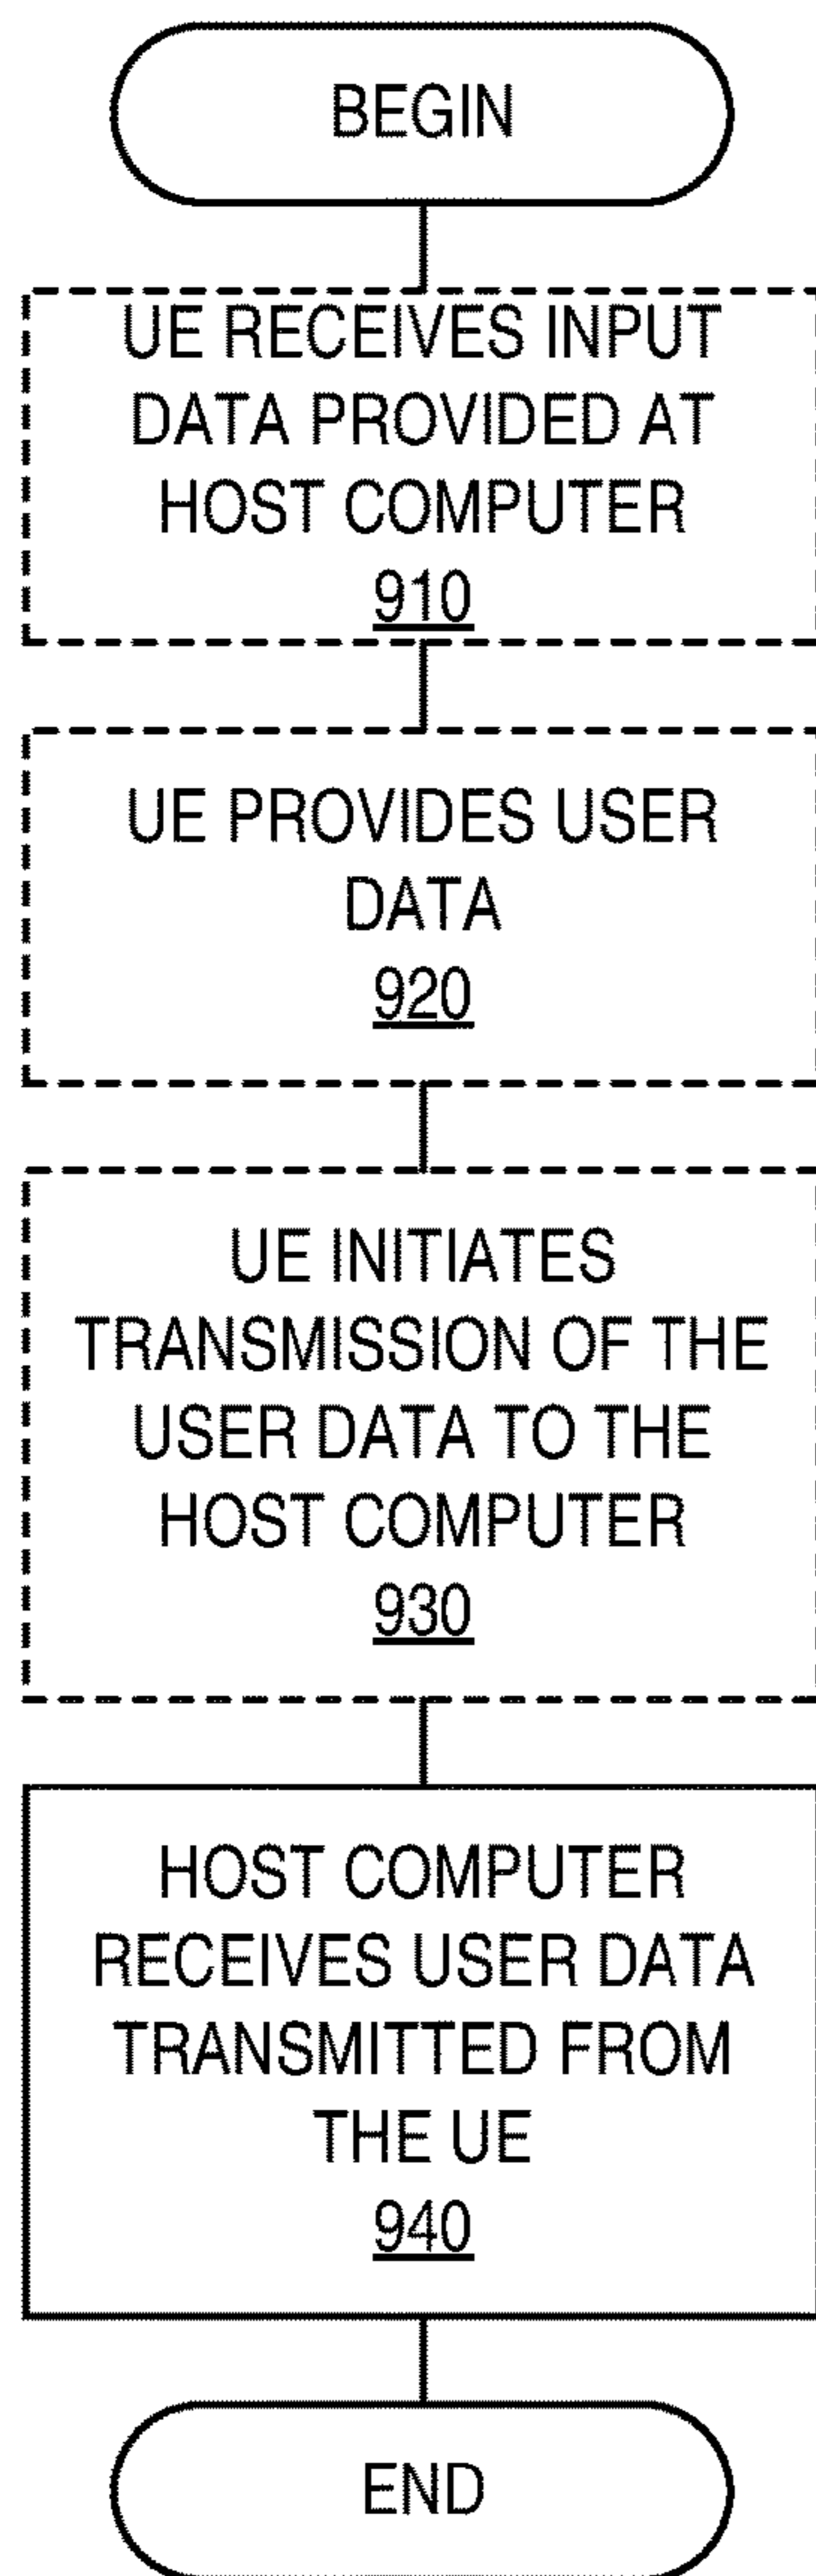 BEGIN
UE RECEIVES INPUT
DATA PROVIDED AT
HOST COMPUTER
910
UE PROVIDES USER
DATA
920
UE INITIATES
TRANSMISSION OF THE
USER DATA TO THE
HOST COMPUTER
930
HOST COMPUTER
RECEIVES USER DATA
TRANSMITTED FROM
THE UE
940
END